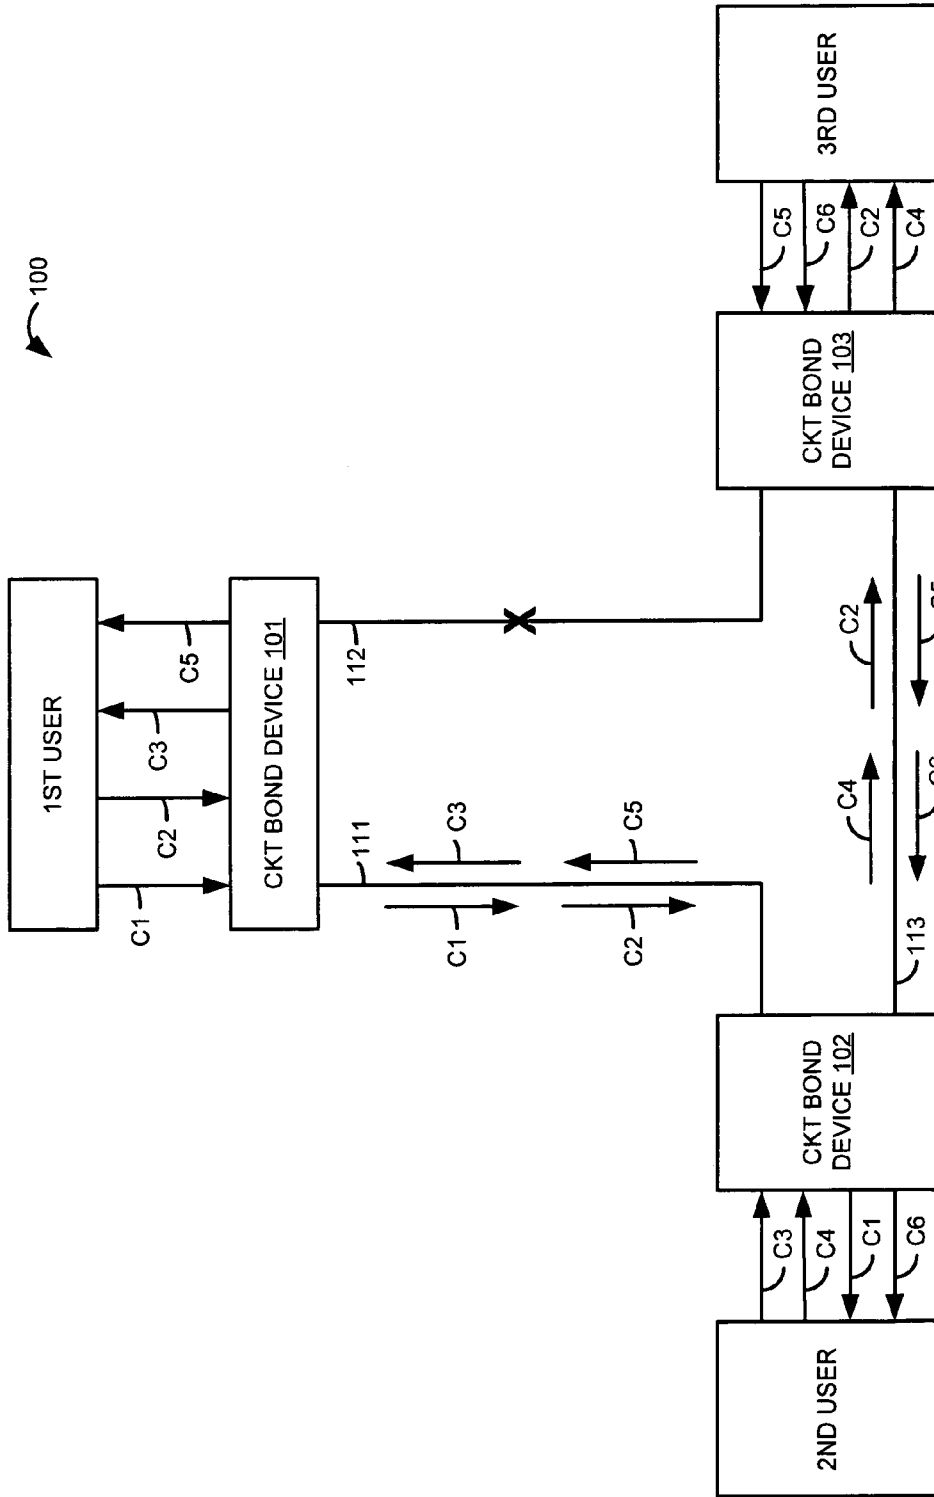 100
1ST USER
C1
C2
C3
C5
CKT BOND DEVICE 101
111
112
C1
C3
C2
C5
2ND USER
C3
C4
C1
C6
CKT BOND
DEVICE 102
113
C4
C2
CKT BOND
DEVICE 103
C5
C6
C2
C4
3RD USER